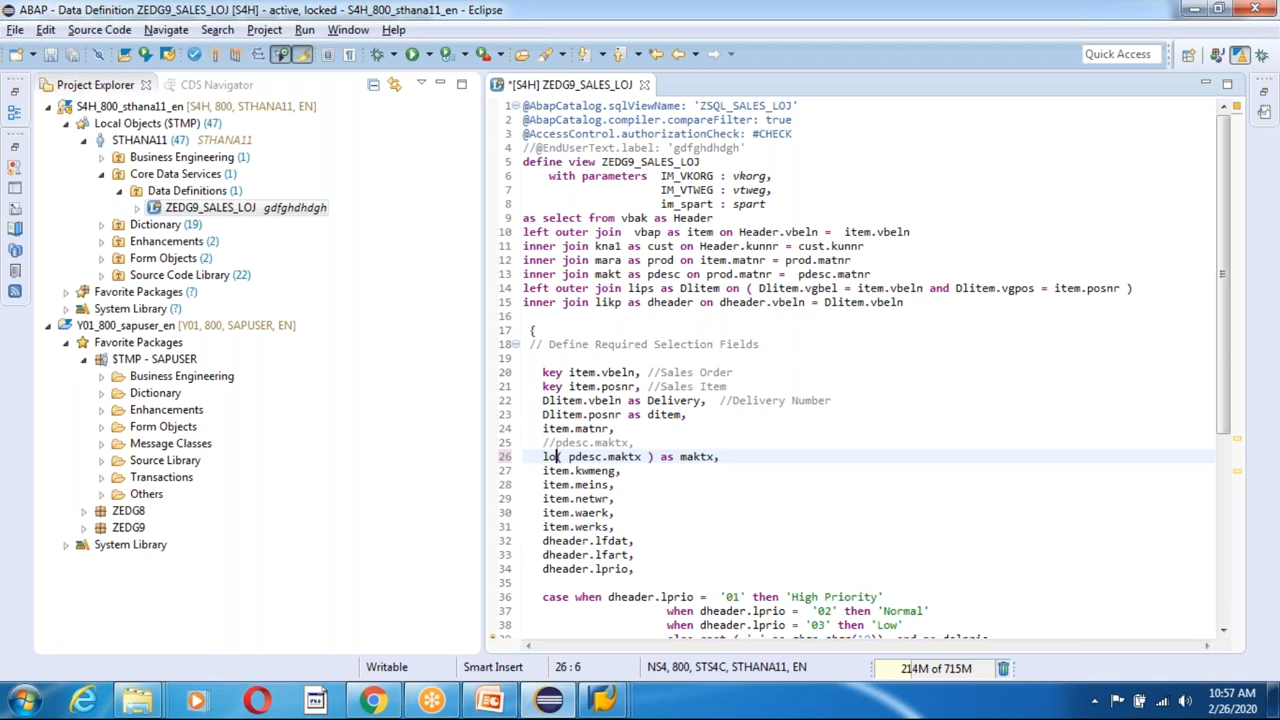 ABAP - Data Definition ZEDG9_SALES_LOJ [S4H] - active, locked - S4H_800_sthana11_en - Eclipse
File Edit Source Code Navigate Search Project Run Window Help
Quick Access
Project Explorer CDS Navigator
S4H_800_sthana11_en [S4H, 800, STHANA11, EN]
Local Objects ($TMP) (47)
STHANA11 (47) STHANA11
Business Engineering (1)
Core Data Services (1)
Data Definitions (1)
ZEDG9_SALES_LOJ gdfghdhdgh
Dictionary (19)
Enhancements (2)
Form Objects (2)
Source Code Library (22)
Favorite Packages (?)
System Library (?)
Y01_800_sapuser_en [Y01, 800, SAPUSER, EN]
Favorite Packages
$TMP - SAPUSER
Business Engineering
Dictionary
Enhancements
Form Objects
Message Classes
Source Code Library
Transactions
Others
ZEDG8
ZEDG9
System Library
*[S4H] ZEDG9_SALES_LOJ
1 @AbapCatalog.sqlViewName: 'ZSQL_SALES_LOJ'
2 @AbapCatalog.compiler.compareFilter: true
3 @AccessControl.authorizationCheck: #CHECK
4 //@EndUserText.label: 'gdfghdhdgh'
5 define view ZEDG9_SALES_LOJ
6 with parameters IM_VKORG : vkorg,
7 IM_VTWEG : vtweg,
8 im_spart : spart
9 as select from vbak as Header
10 left outer join vbap as item on Header.vbeln = item.vbeln
11 inner join kna1 as cust on Header.kunnr = cust.kunnr
12 inner join mara as prod on item.matnr = prod.matnr
13 inner join makt as pdesc on prod.matnr = pdesc.matnr
14 left outer join lips as Dlitem on ( Dlitem.vgbel = item.vbeln and Dlitem.vgpos = item.posnr )
15 inner join likp as dheader on dheader.vbeln = Dlitem.vbeln
16
17 {
18 // Define Required Selection Fields
19
20 key item.vbeln, //Sales Order
21 key item.posnr, //Sales Item
22 Dlitem.vbeln as Delivery, //Delivery Number
23 Dlitem.posnr as ditem,
24 item.matnr,
25 //pdesc.maktx,
26 lo( pdesc.maktx ) as maktx,
27 item.kwmeng,
28 item.meins,
29 item.netwr,
30 item.waerk,
31 item.werks,
32 dheader.lfdat,
33 dheader.lfart,
34 dheader.lprio,
35
36 case when dheader.lprio = '01' then 'High Priority'
37 when dheader.lprio = '02' then 'Normal'
38 when dheader.lprio = '03' then 'Low'
Writable Smart Insert 26 : 6 NS4, 800, STS4C, STHANA11, EN 214M of 715M
10:57 AM
2/26/2020